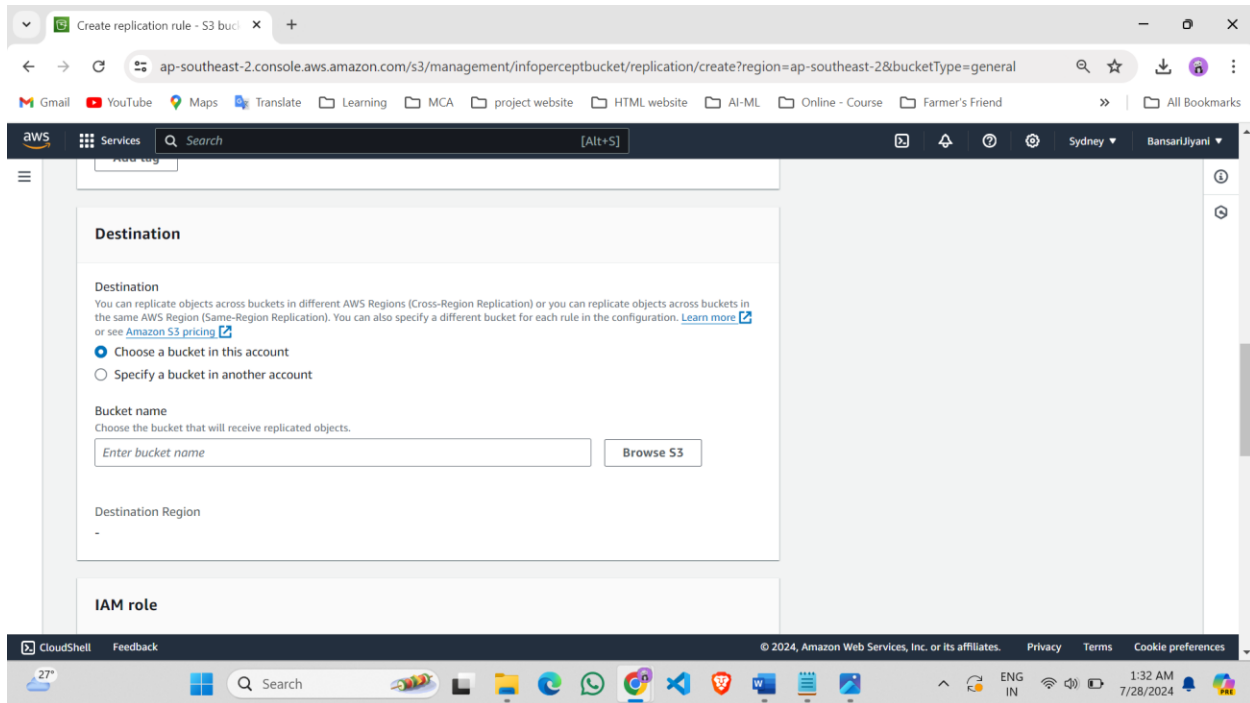 Create replication rule - S3 buc
ap-southeast-2.console.aws.amazon.com/s3/management/infoperceptbucket/replication/create?region=ap-southeast-2&bucketType=general
Gmail YouTube Maps Translate Learning MCA project website HTML website AI-ML Online - Course Farmer's Friend » All Bookmarks
aws Services Search [Alt+S] Sydney BansariJiyani
Add tag
Destination
Destination
You can replicate objects across buckets in different AWS Regions (Cross-Region Replication) or you can replicate objects across buckets in
the same AWS Region (Same-Region Replication). You can also specify a different bucket for each rule in the configuration. Learn more
or see Amazon S3 pricing
Choose a bucket in this account
Specify a bucket in another account
Bucket name
Choose the bucket that will receive replicated objects.
Enter bucket name Browse S3
Destination Region
-
IAM role
CloudShell Feedback © 2024, Amazon Web Services, Inc. or its affiliates. Privacy Terms Cookie preferences
27° Search ENG 1:32 AM
IN 7/28/2024 PRE